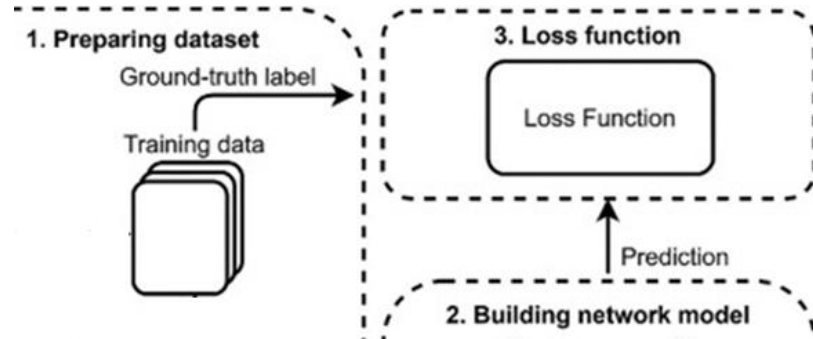 1. Preparing dataset
Ground-truth label
Training data
3. Loss function
Loss Function
Prediction
2. Building network model